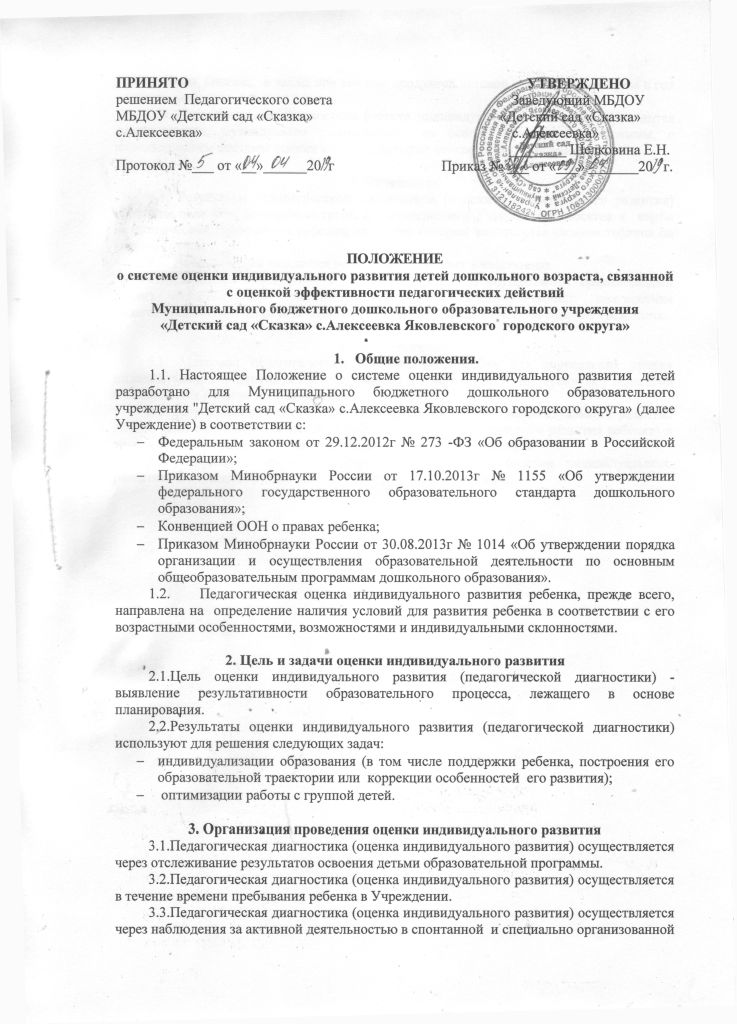 ПРИНЯТО
решением Педагогического совета
МБДОУ «Детский сад «Сказка»
с.Алексеевка»
Протокол № 5 от «04» 04 2019г
УТВЕРЖДЕНО
Заведующий МБДОУ
«Детский сад «Сказка»
с.Алексеевка»
Щелковина Е.Н.
Приказ № от « » 04 2019 г.
ПОЛОЖЕНИЕ
о системе оценки индивидуального развития детей дошкольного возраста, связанной
с оценкой эффективности педагогических действий
Муниципального бюджетного дошкольного образовательного учреждения
«Детский сад «Сказка» с.Алексеевка Яковлевского городского округа»
1. Общие положения.
1.1. Настоящее Положение о системе оценки индивидуального развития детей
разработано для Муниципального бюджетного дошкольного образовательного
учреждения "Детский сад «Сказка» с.Алексеевка Яковлевского городского округа» (далее
Учреждение) в соответствии с:
– Федеральным законом от 29.12.2012г № 273 -ФЗ «Об образовании в Российской
Федерации»;
– Приказом Минобрнауки России от 17.10.2013г № 1155 «Об утверждении
федерального государственного образовательного стандарта дошкольного
образования»;
– Конвенцией ООН о правах ребенка;
– Приказом Минобрнауки России от 30.08.2013г № 1014 «Об утверждении порядка
организации и осуществления образовательной деятельности по основным
общеобразовательным программам дошкольного образования».
1.2. Педагогическая оценка индивидуального развития ребенка, прежде всего,
направлена на определение наличия условий для развития ребенка в соответствии с его
возрастными особенностями, возможностями и индивидуальными склонностями.
2. Цель и задачи оценки индивидуального развития
2.1.Цель оценки индивидуального развития (педагогической диагностики) -
выявление результативности образовательного процесса, лежащего в основе
планирования.
2.2.Результаты оценки индивидуального развития (педагогической диагностики)
используют для решения следующих задач:
– индивидуализации образования (в том числе поддержки ребенка, построения его
образовательной траектории или коррекции особенностей его развития);
– оптимизации работы с группой детей.
3. Организация проведения оценки индивидуального развития
3.1.Педагогическая диагностика (оценка индивидуального развития) осуществляется
через отслеживание результатов освоения детьми образовательной программы.
3.2.Педагогическая диагностика (оценка индивидуального развития) осуществляется
в течение времени пребывания ребенка в Учреждении.
3.3.Педагогическая диагностика (оценка индивидуального развития) осуществляется
через наблюдения за активной деятельностью в спонтанной и специально организованной